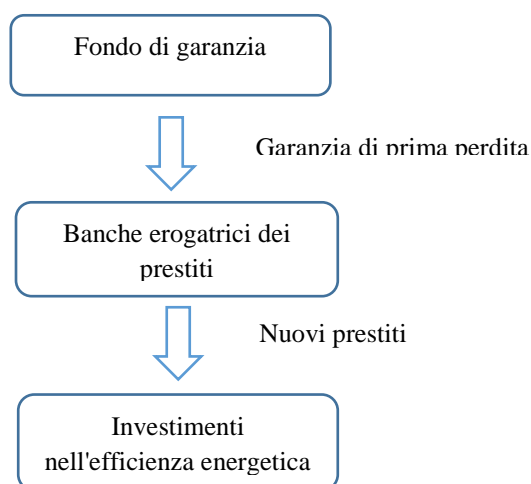 Fondo di garanzia
Garanzia di prima perdita
Banche erogatrici dei
prestiti
Nuovi prestiti
Investimenti
nell'efficienza energetica